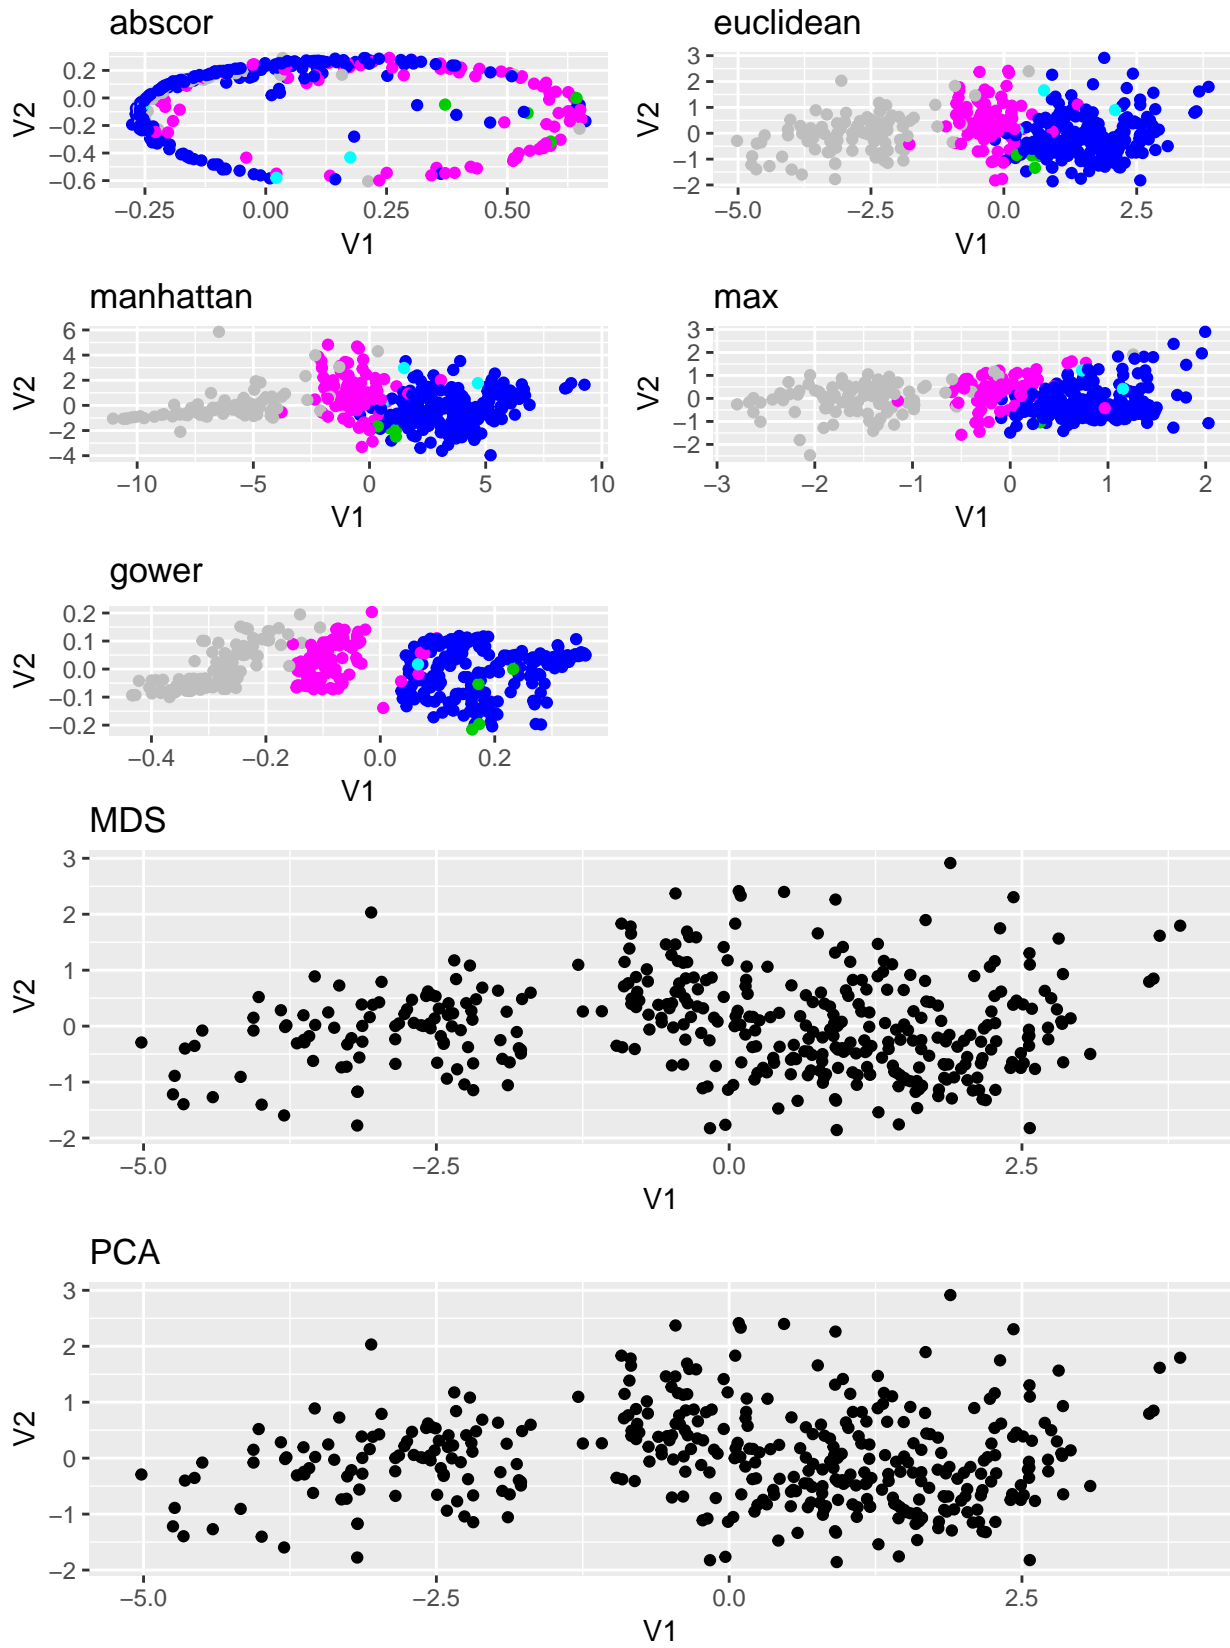 abscor
V2
0.2
0.0
−0.2
−0.4
−0.6
−0.25 0.00 0.25 0.50
V1
euclidean
V2
3
2
1
0
−1
−2
−5.0 −2.5 0.0 2.5
V1
manhattan
V2
6
4
2
0
−2
−4
−10 −5 0 5 10
V1
max
V2
3
2
1
0
−1
−2
−3 −2 −1 0 1 2
V1
gower
V2
0.2
0.1
0.0
−0.1
−0.2
−0.4 −0.2 0.0 0.2
V1
MDS
V2
3
2
1
0
−1
−2
−5.0 −2.5 0.0 2.5
V1
PCA
V2
3
2
1
0
−1
−2
−5.0 −2.5 0.0 2.5
V1